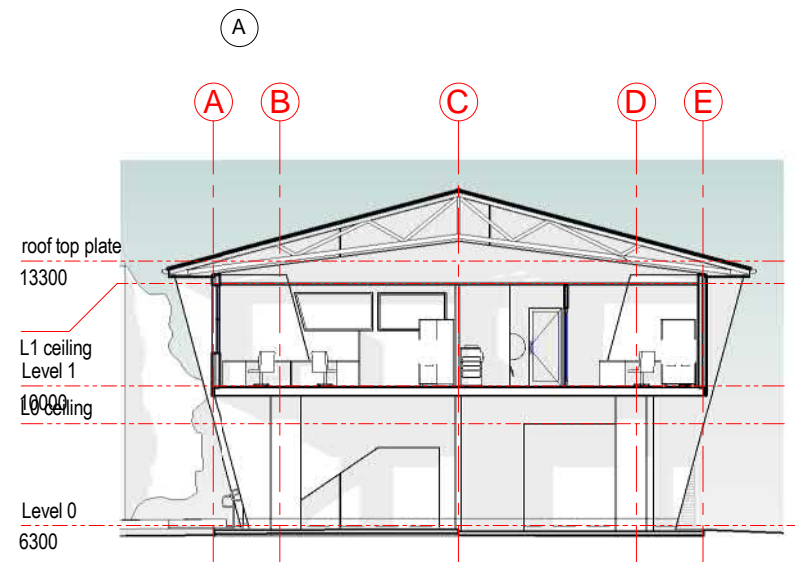 A
A B C D E
roof top plate
13300
L1 ceiling
Level 1
10000
L0 ceiling
Level 0
6300